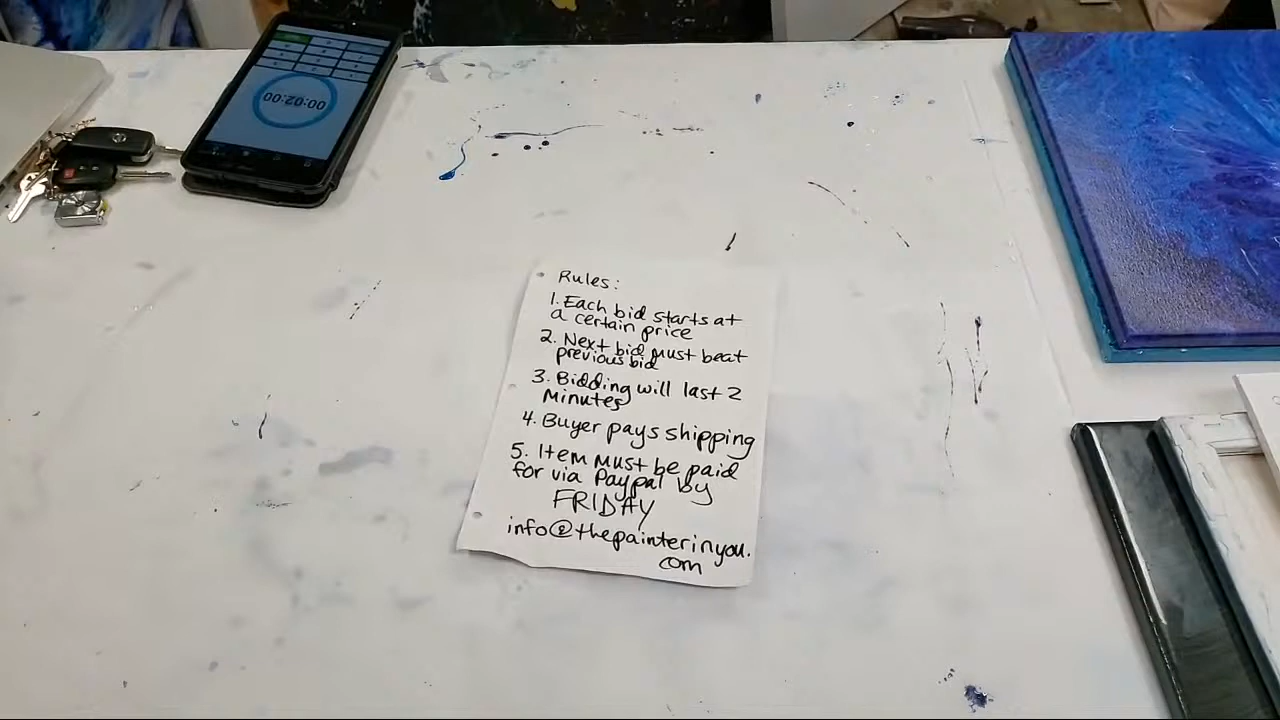 00:02:00
Rules:
1. Each bid starts at
a certain price
2. Next bid must beat
previous bid
3. Bidding will last 2
Minutes
4. Buyer pays shipping
5. Item must be paid
for via Paypal by
FRIDAY
info@thepainterinyou.
com